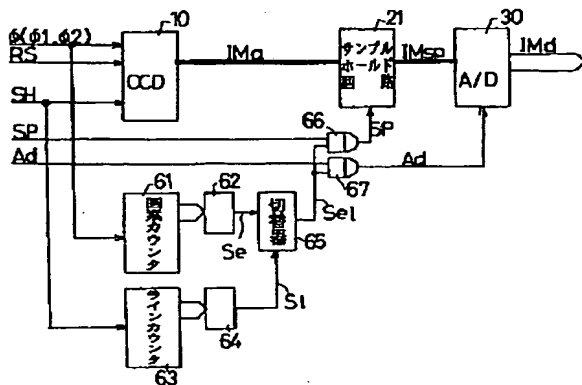 10
21
30
φ(φ1,φ2)
RS
SH
SP
Ad
CCD
IMa
サンプル
ホールド
回路
IMSP
A/D
IMd
66
SP
67
Ad
61
画素カウンタ
62
Se
切替器
65
Sel
Sl
ラインカウンタ
63
64